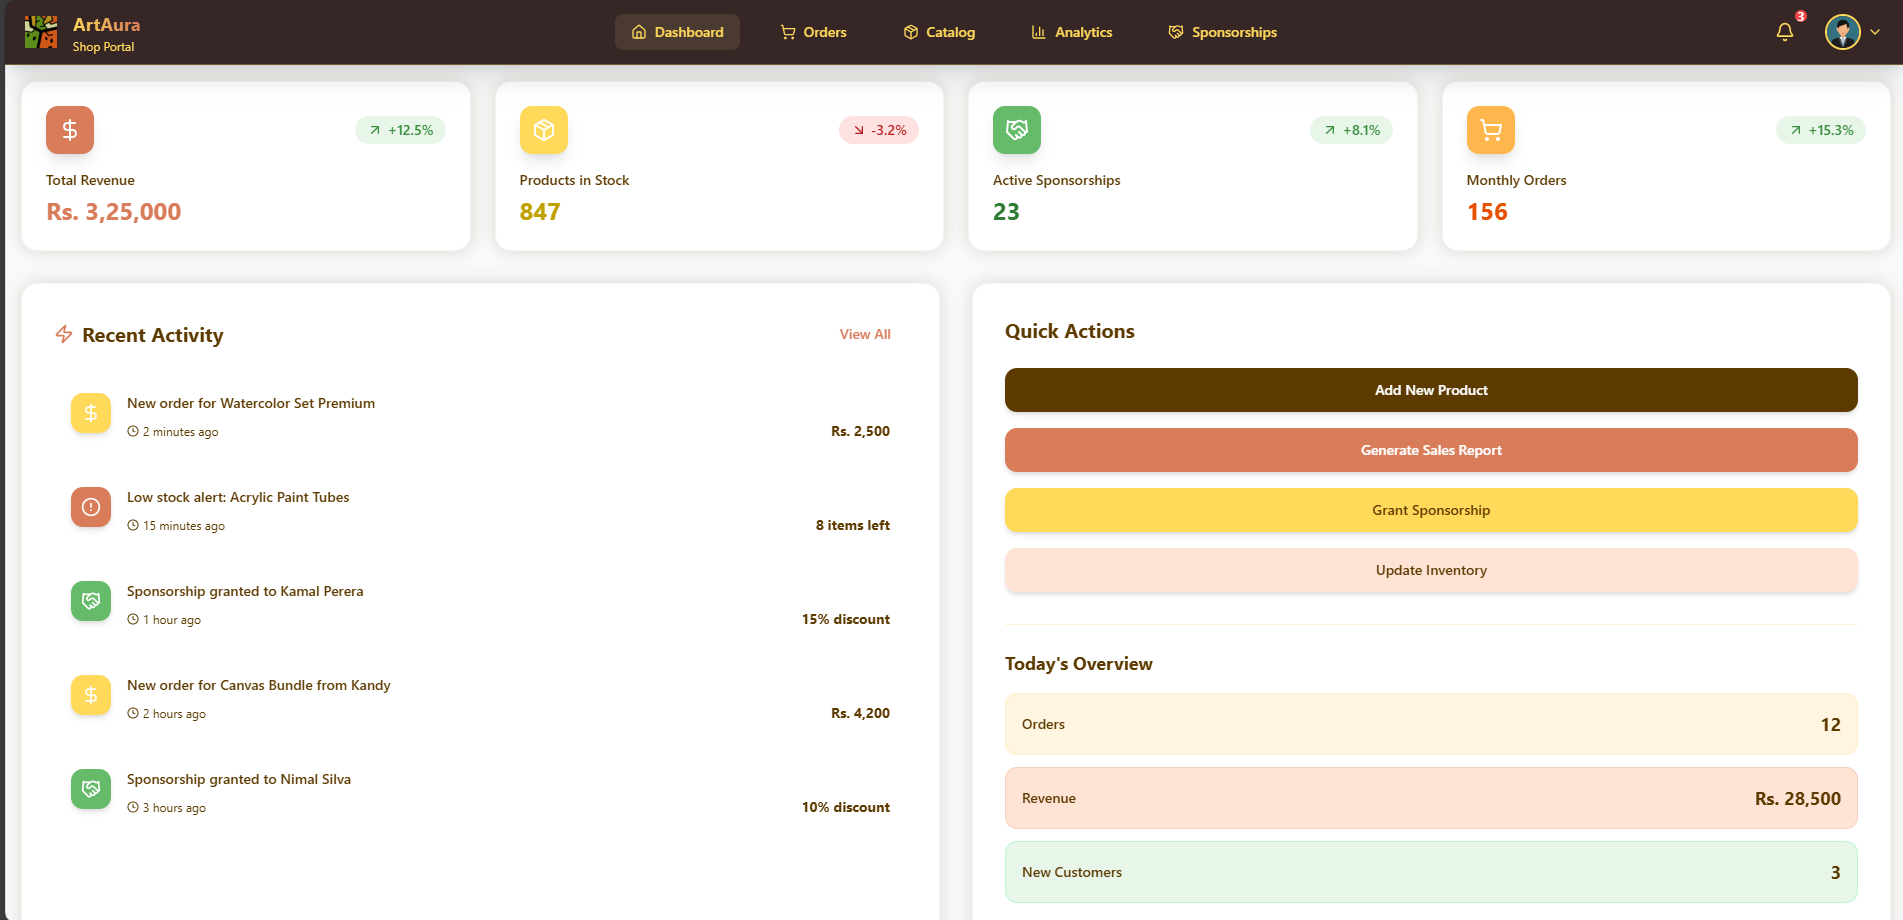 ArtAura
Shop Portal
Dashboard
Orders
Catalog
Analytics
Sponsorships
3
+12.5%
Total Revenue
Rs. 3,25,000
-3.2%
Products in Stock
847
+8.1%
Active Sponsorships
23
+15.3%
Monthly Orders
156
Recent Activity
View All
New order for Watercolor Set Premium
2 minutes ago
Rs. 2,500
Low stock alert: Acrylic Paint Tubes
15 minutes ago
8 items left
Sponsorship granted to Kamal Perera
1 hour ago
15% discount
New order for Canvas Bundle from Kandy
2 hours ago
Rs. 4,200
Sponsorship granted to Nimal Silva
3 hours ago
10% discount
Quick Actions
Add New Product
Generate Sales Report
Grant Sponsorship
Update Inventory
Today's Overview
Orders
12
Revenue
Rs. 28,500
New Customers
3